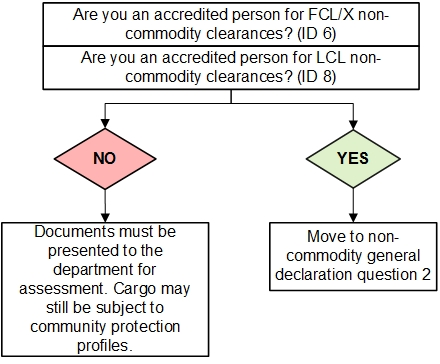 Are you an accredited person for FCL/X non-
commodity clearances? (ID 6)
Are you an accredited person for LCL non-
commodity clearances? (ID 8)
NO
YES
Documents must be
presented to the
department for
assessment. Cargo may
still be subject to
community protection
profiles.
Move to non-
commodity general
declaration question 2